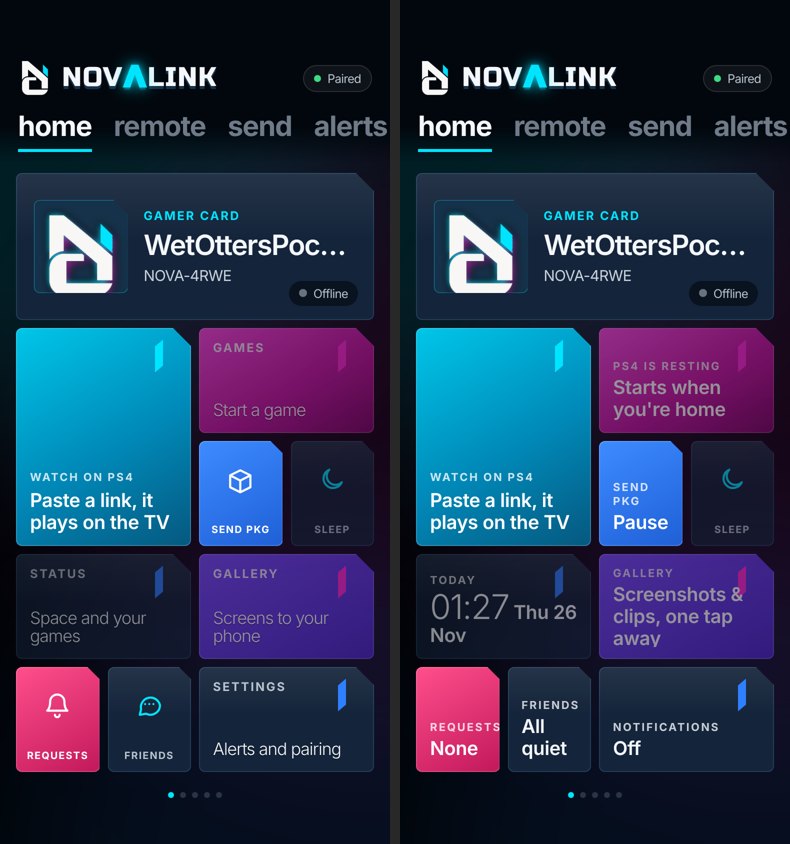 NOVALINK
Paired
home remote send alerts
GAMER CARD
WetOttersPoc...
NOVA-4RWE
Offline
WATCH ON PS4
Paste a link, it
plays on the TV
GAMES
Start a game
SEND PKG
SLEEP
STATUS
Space and your
games
GALLERY
Screens to your
phone
REQUESTS
FRIENDS
SETTINGS
Alerts and pairing
NOVALINK
Paired
home remote send alerts
GAMER CARD
WetOttersPoc...
NOVA-4RWE
Offline
WATCH ON PS4
Paste a link, it
plays on the TV
PS4 IS RESTING
Starts when
you're home
SEND
PKG
Pause
SLEEP
TODAY
01:27 Thu 26
Nov
GALLERY
Screenshots &
clips, one tap
away
REQUESTS
None
FRIENDS
All
quiet
NOTIFICATIONS
Off